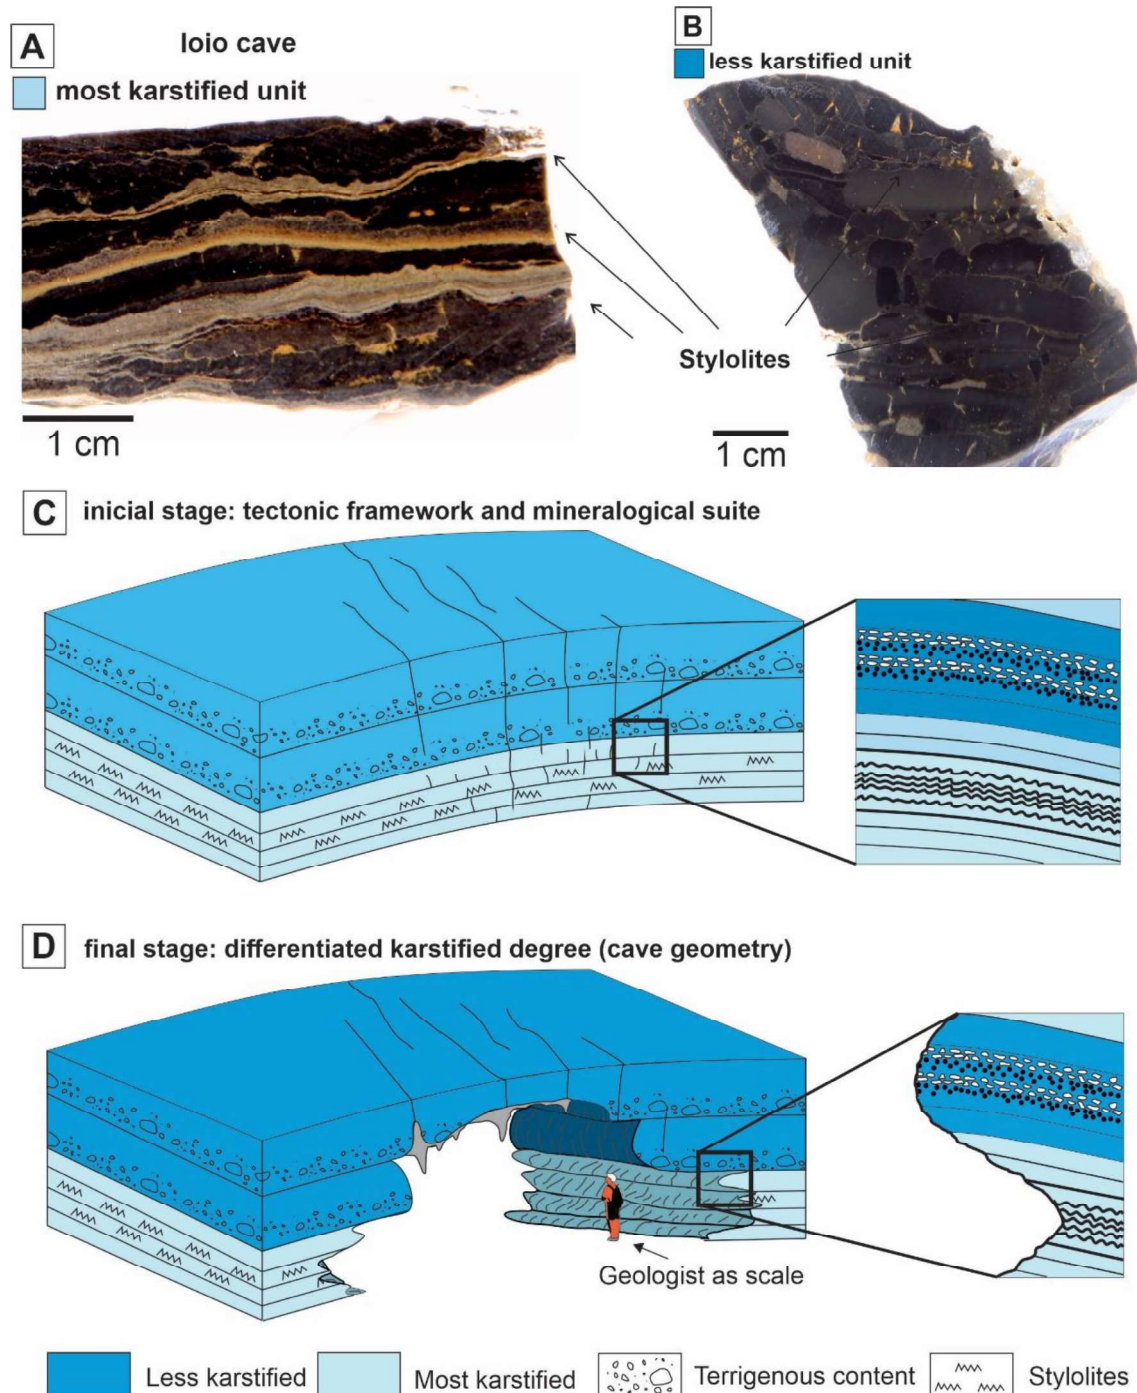 A
Ioio cave
most karstified unit
B
less karstified unit
Stylolites
1 cm
1 cm
C
inicial stage: tectonic framework and mineralogical suite
D
final stage: differentiated karstified degree (cave geometry)
Geologist as scale
Less karstified
Most karstified
Terrigenous content
Stylolites